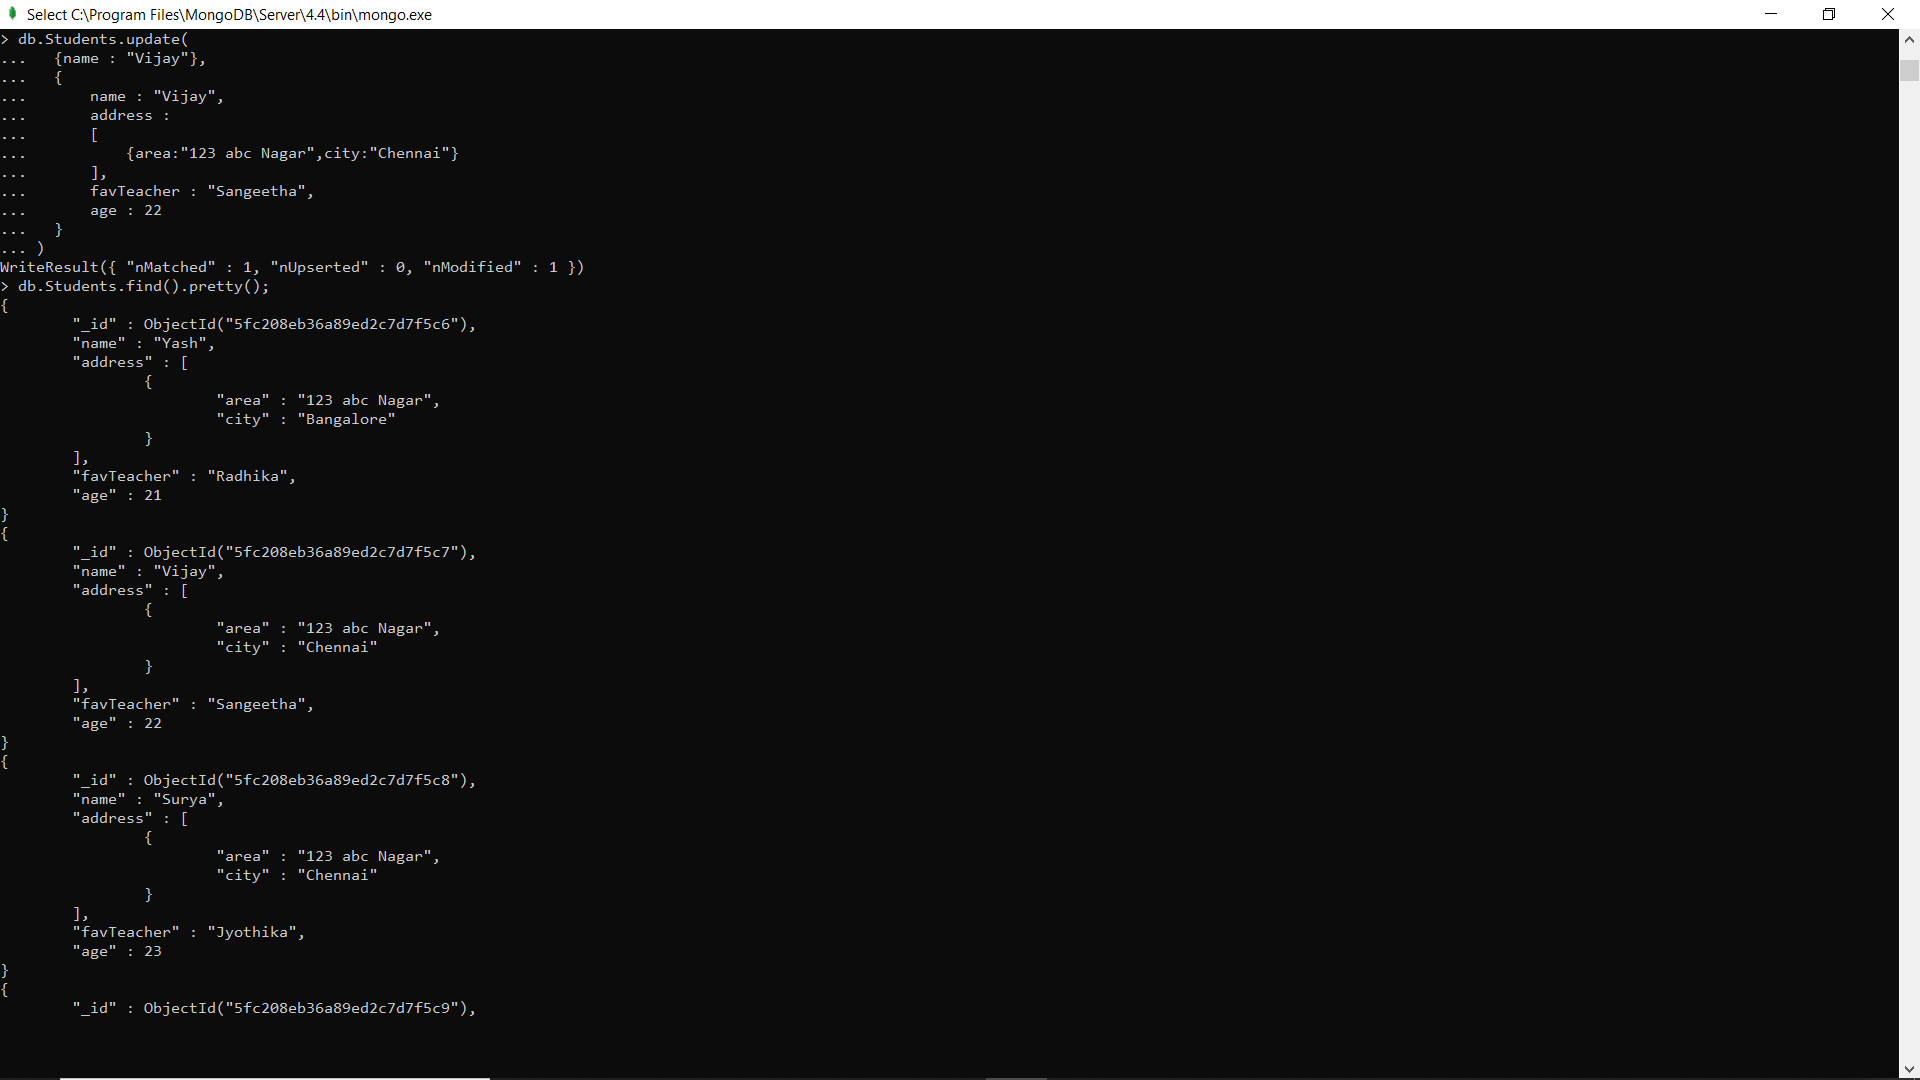 Select C:\Program Files\MongoDB\Server\4.4\bin\mongo.exe
> db.Students.update(
...   {name : "Vijay"},
...   {
...       name : "Vijay",
...       address :
...       [
...           {area:"123 abc Nagar",city:"Chennai"}
...       ],
...       favTeacher : "Sangeetha",
...       age : 22
...   }
... )
WriteResult({ "nMatched" : 1, "nUpserted" : 0, "nModified" : 1 })
> db.Students.find().pretty();
{
        "_id" : ObjectId("5fc208eb36a89ed2c7d7f5c6"),
        "name" : "Yash",
        "address" : [
                {
                        "area" : "123 abc Nagar",
                        "city" : "Bangalore"
                }
        ],
        "favTeacher" : "Radhika",
        "age" : 21
}
{
        "_id" : ObjectId("5fc208eb36a89ed2c7d7f5c7"),
        "name" : "Vijay",
        "address" : [
                {
                        "area" : "123 abc Nagar",
                        "city" : "Chennai"
                }
        ],
        "favTeacher" : "Sangeetha",
        "age" : 22
}
{
        "_id" : ObjectId("5fc208eb36a89ed2c7d7f5c8"),
        "name" : "Surya",
        "address" : [
                {
                        "area" : "123 abc Nagar",
                        "city" : "Chennai"
                }
        ],
        "favTeacher" : "Jyothika",
        "age" : 23
}
{
        "_id" : ObjectId("5fc208eb36a89ed2c7d7f5c9"),